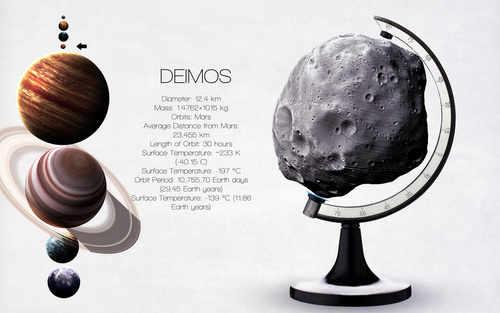 DEIMOS
Diameter: 12.4 km
Mass: 1.4762×1015 kg
Orbits: Mars
Average Distance from Mars:
23,455 km
Length of Orbit: 30 hours
Surface Temperature: ~233 K
(-40.15 C)
Surface Temperature: -197 °C
Orbit Period: 10,755.70 Earth days
(29.45 Earth years)
Surface Temperature: -139 °C (11.86
Earth years)